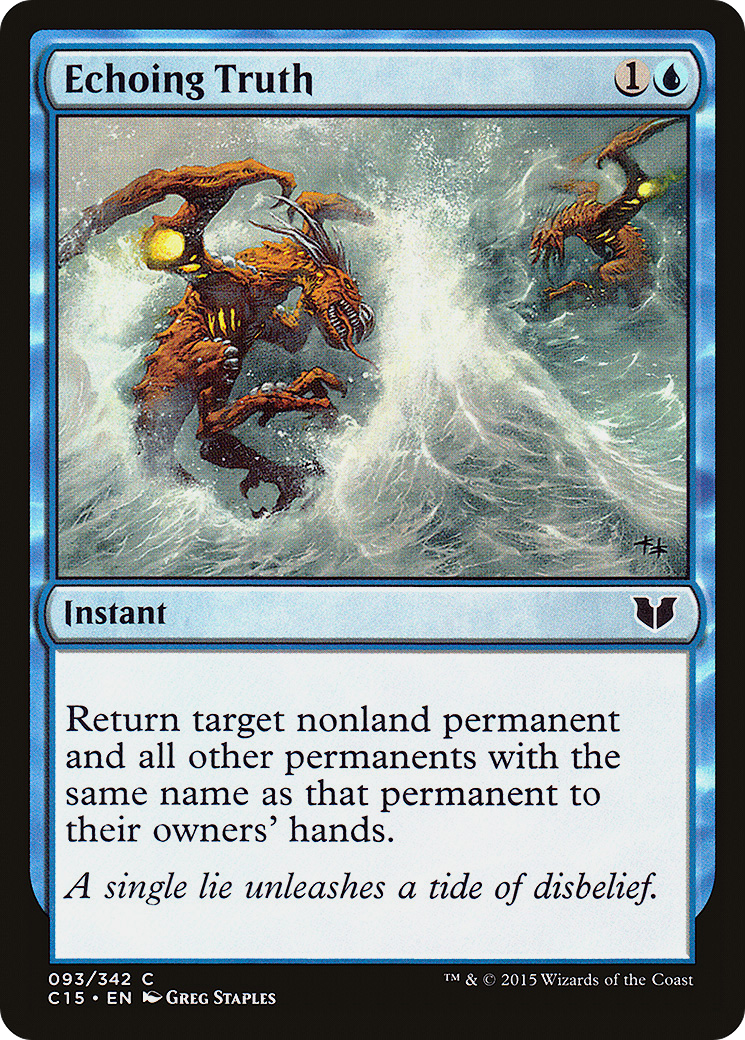 Echoing Truth
1
Instant
Return target nonland permanent
and all other permanents with the
same name as that permanent to
their owners’ hands.
A single lie unleashes a tide of disbelief.
093/342 C
™ & © 2015 Wizards of the Coast
C15 • EN Greg Staples